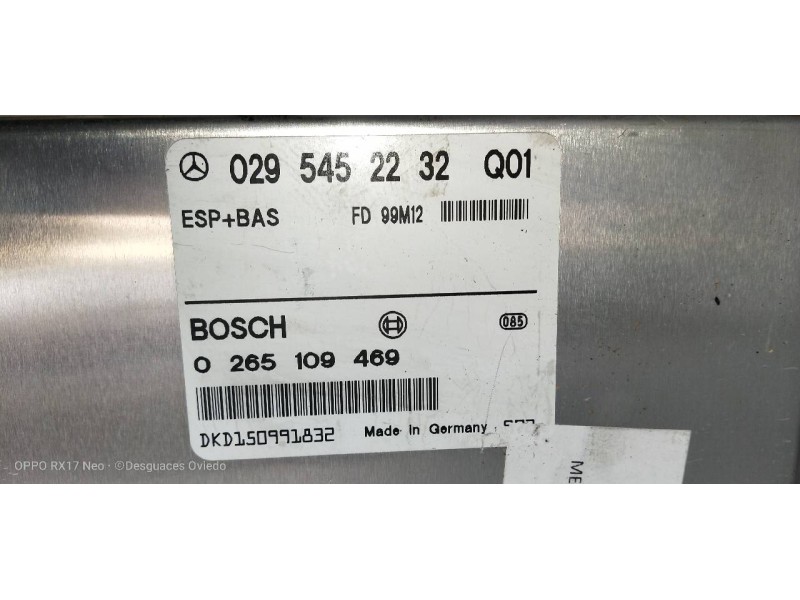 029 545 22 32 Q01
ESP+BAS FD 99M12
BOSCH 085
0 265 109 469
DKD150991832 Made in Germany
ME
OPPO RX17 Neo · ©Desguaces Oviedo